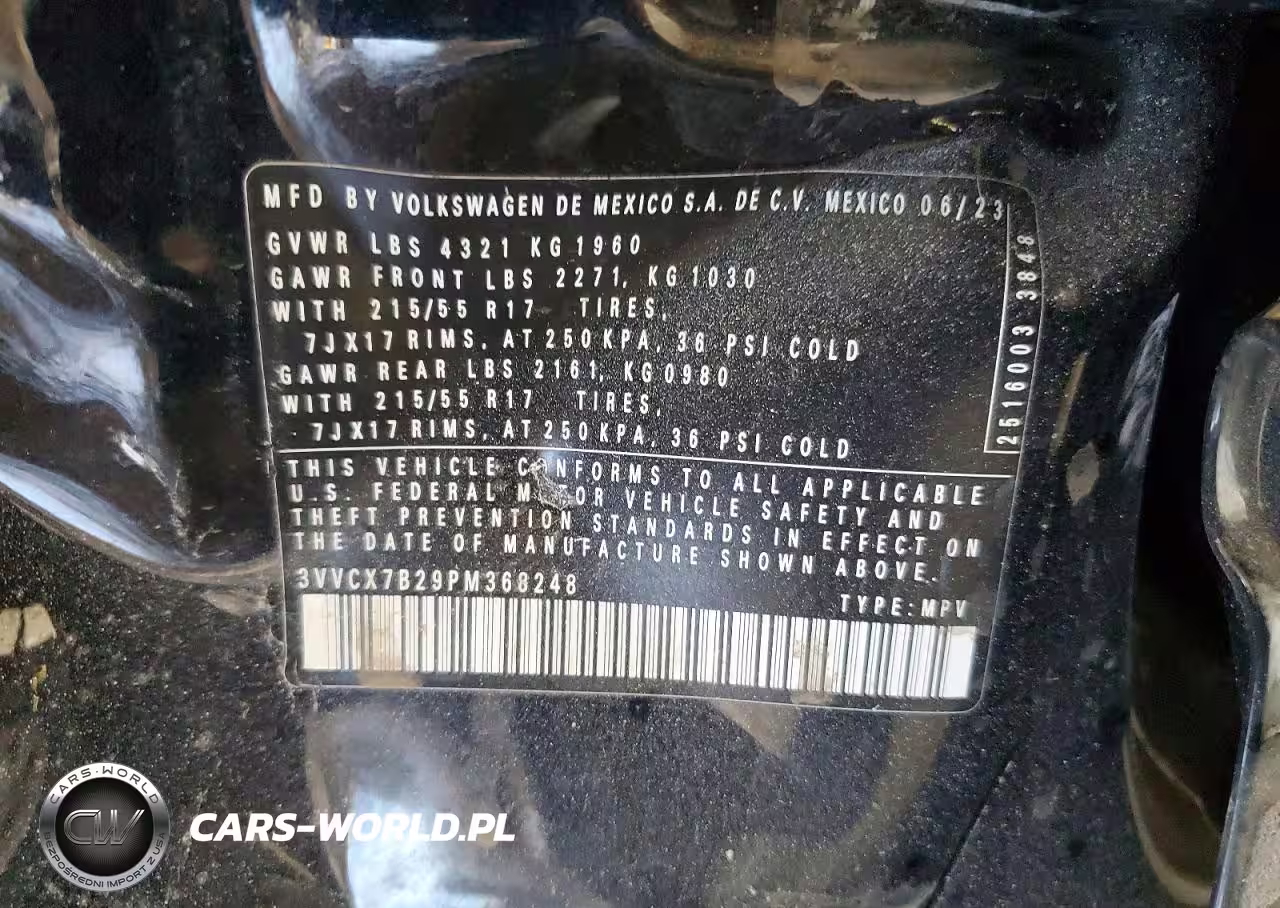 MFD BY VOLKSWAGEN DE MEXICO S.A. DE C.V. MEXICO 06/23
GVWR LBS 4321 KG 1960
GAWR FRONT LBS 2271, KG 1030
WITH 215/55 R17 TIRES,
7JX17 RIMS, AT 250 KPA, 36 PSI COLD
GAWR REAR LBS 2161, KG 0980
WITH 215/55 R17 TIRES,
7JX17 RIMS, AT 250 KPA, 36 PSI COLD
2516003 3848
THIS VEHICLE CONFORMS TO ALL APPLICABLE
U.S. FEDERAL MOTOR VEHICLE SAFETY AND
THEFT PREVENTION STANDARDS IN EFFECT ON
THE DATE OF MANUFACTURE SHOWN ABOVE.
3VVCX7B29PM368248
TYPE: MPV
CARS-WORLD
CW
BEZPOŚREDNI IMPORT Z USA
CARS-WORLD.PL